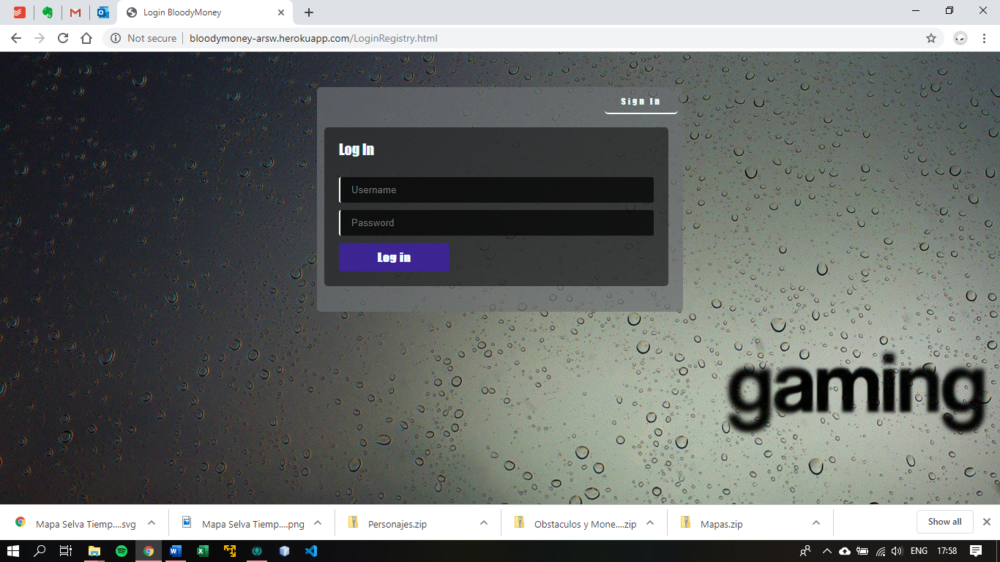 Login BloodyMoney
Not secure
bloodymoney-arsw.herokuapp.com/LoginRegistry.html
Sign In
Log In
Username
Password
Log in
gaming
Mapa Selva Tiemp....svg
Mapa Selva Tiemp....png
Personajes.zip
Obstaculos y Mone....zip
Mapas.zip
Show all
ENG
17:58